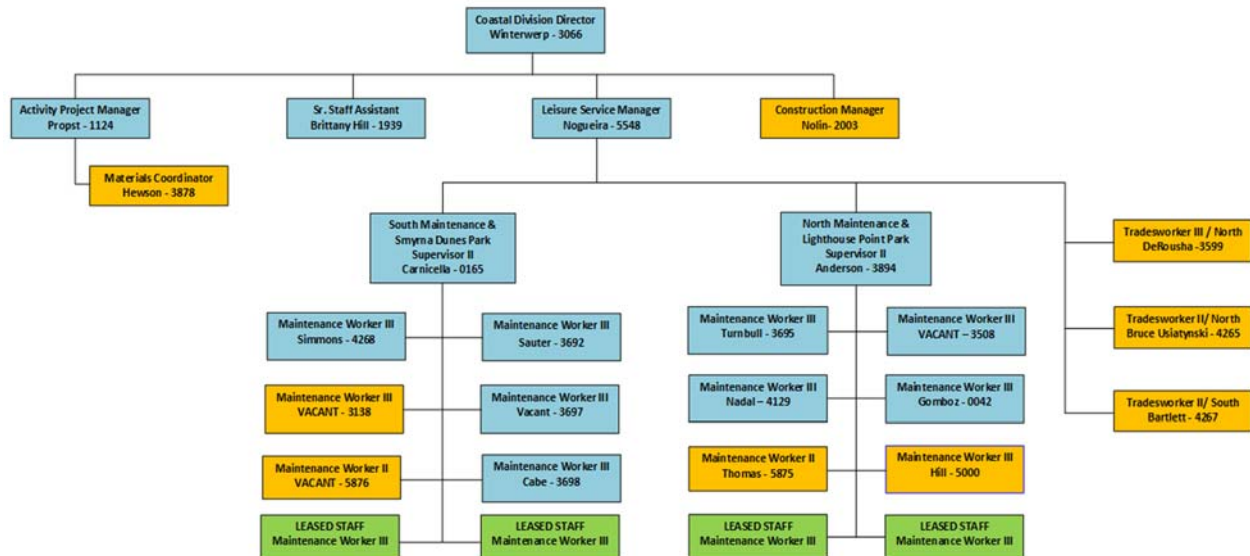 Coastal Division Director
Winterwerp - 3066
Activity Project Manager
Propst - 1124
Sr. Staff Assistant
Brittany Hill - 1939
Leisure Service Manager
Nogueira - 5548
Construction Manager
Nolin- 2003
Materials Coordinator
Hewson - 3878
South Maintenance &
Smyrna Dunes Park
Supervisor II
Carnicella - 0165
North Maintenance &
Lighthouse Point Park
Supervisor II
Anderson - 3894
Tradesworker III / North
DeRousha -3599
Maintenance Worker III
Simmons - 4268
Maintenance Worker III
Sauter - 3692
Maintenance Worker III
Turnbull - 3695
Maintenance Worker III
VACANT – 3508
Tradesworker II/ North
Bruce Usiatynski - 4265
Maintenance Worker III
VACANT - 3138
Maintenance Worker III
Vacant - 3697
Maintenance Worker III
Nadal – 4129
Maintenance Worker III
Gomboz - 0042
Tradesworker II/ South
Bartlett - 4267
Maintenance Worker II
VACANT - 5876
Maintenance Worker III
Cabe - 3698
Maintenance Worker II
Thomas - 5875
Maintenance Worker III
Hill - 5000
LEASED STAFF
Maintenance Worker III
LEASED STAFF
Maintenance Worker III
LEASED STAFF
Maintenance Worker III
LEASED STAFF
Maintenance Worker III